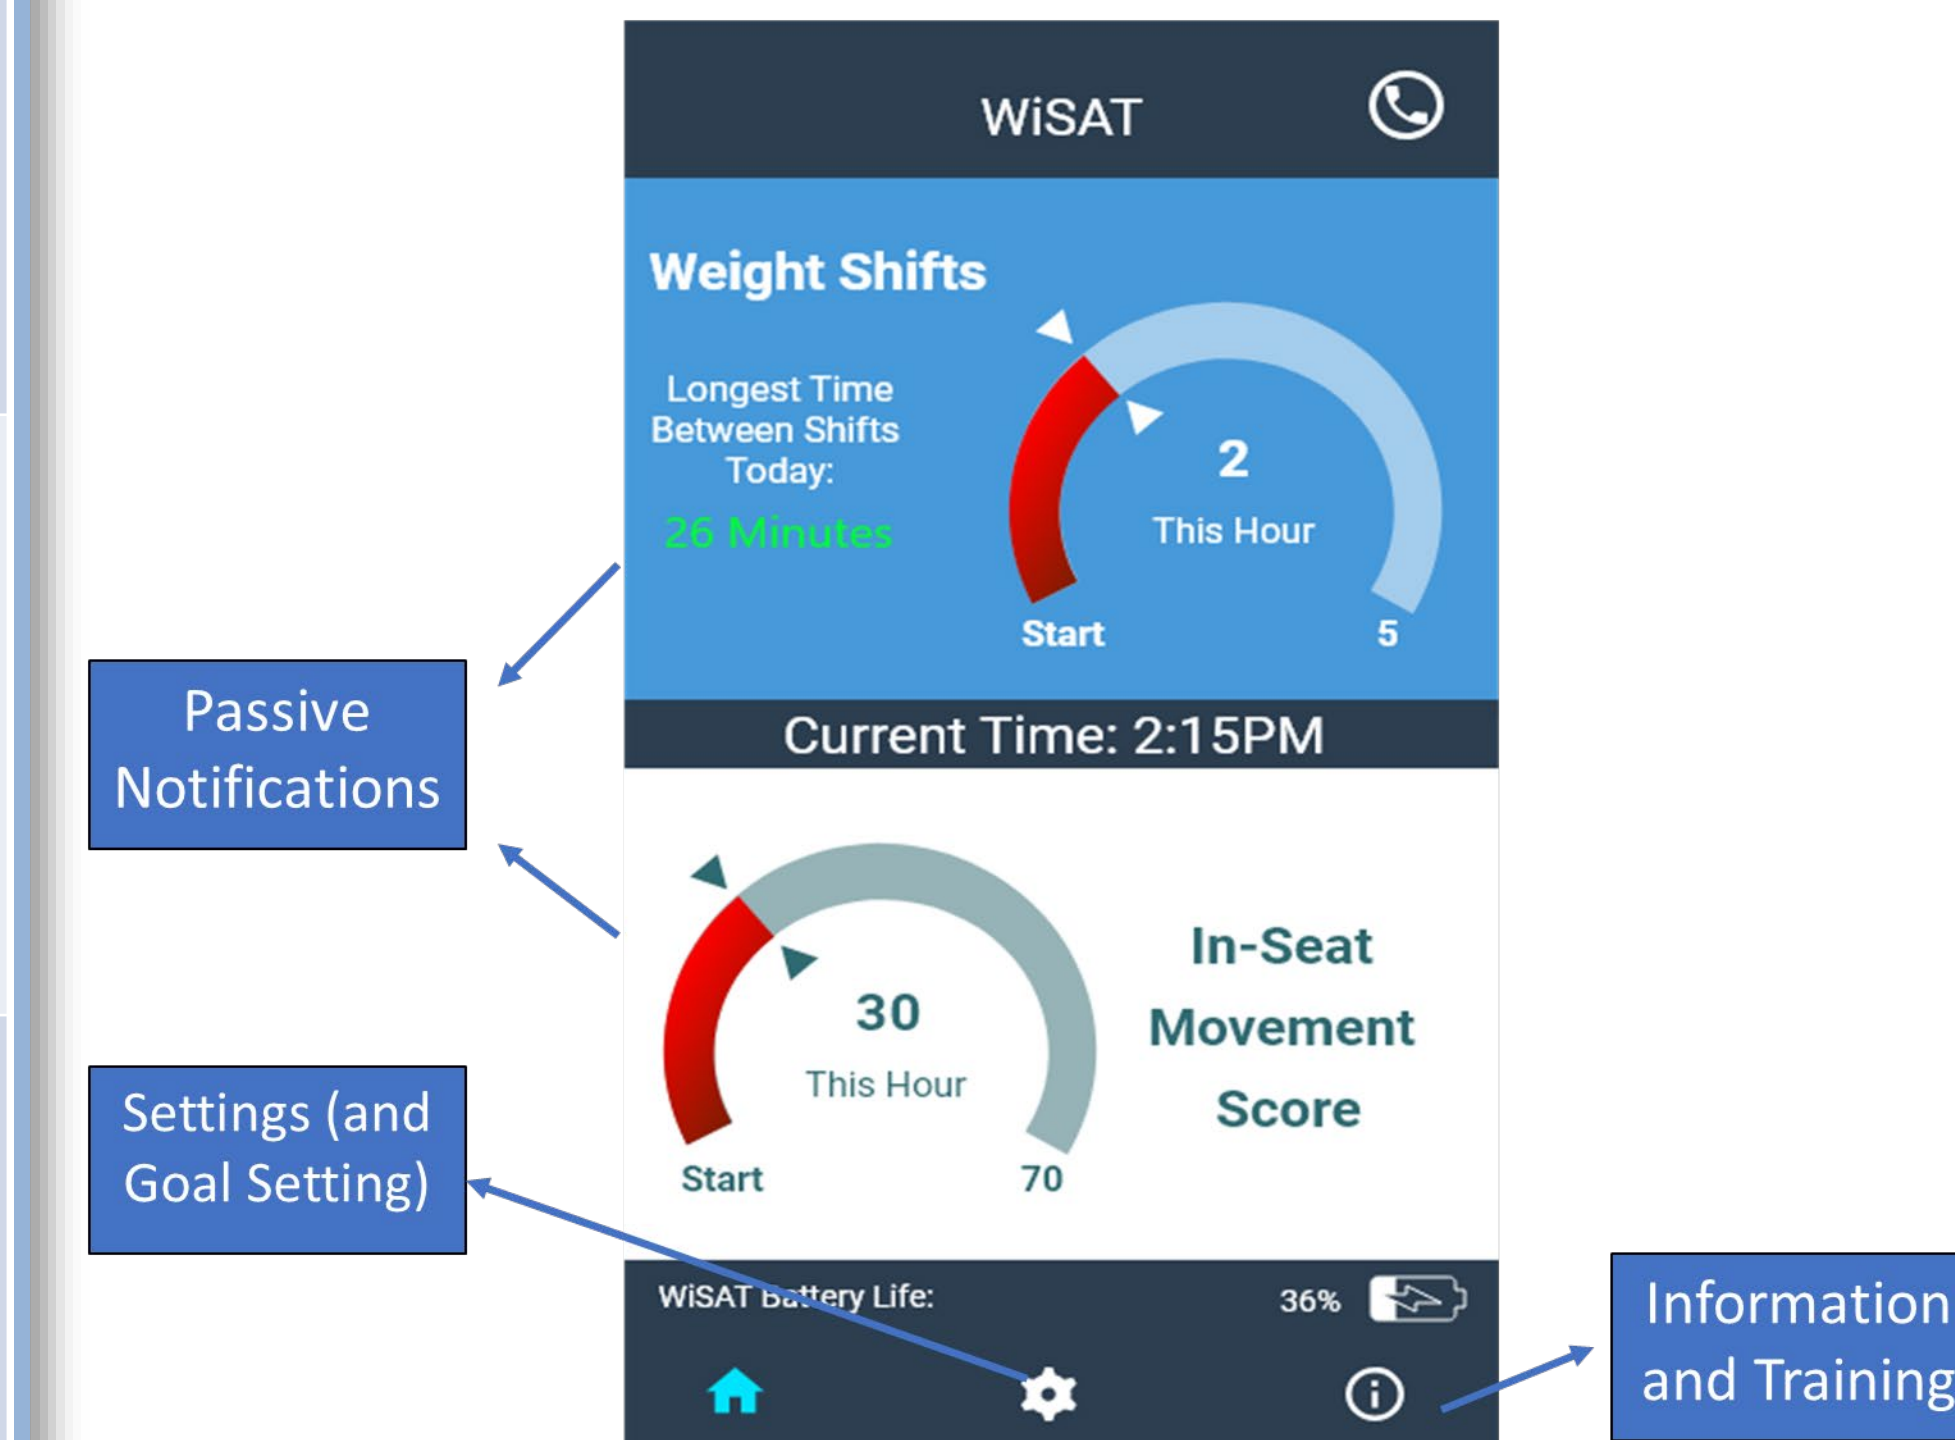 WiSAT
Weight Shifts
Longest Time
Between Shifts
Today:
26 Minutes
2
This Hour
Start
5
Passive
Notifications
Current Time: 2:15PM
30
This Hour
Start
70
In-Seat
Movement
Score
Settings (and
Goal Setting)
WiSAT Battery Life:
36%
Information
and Training